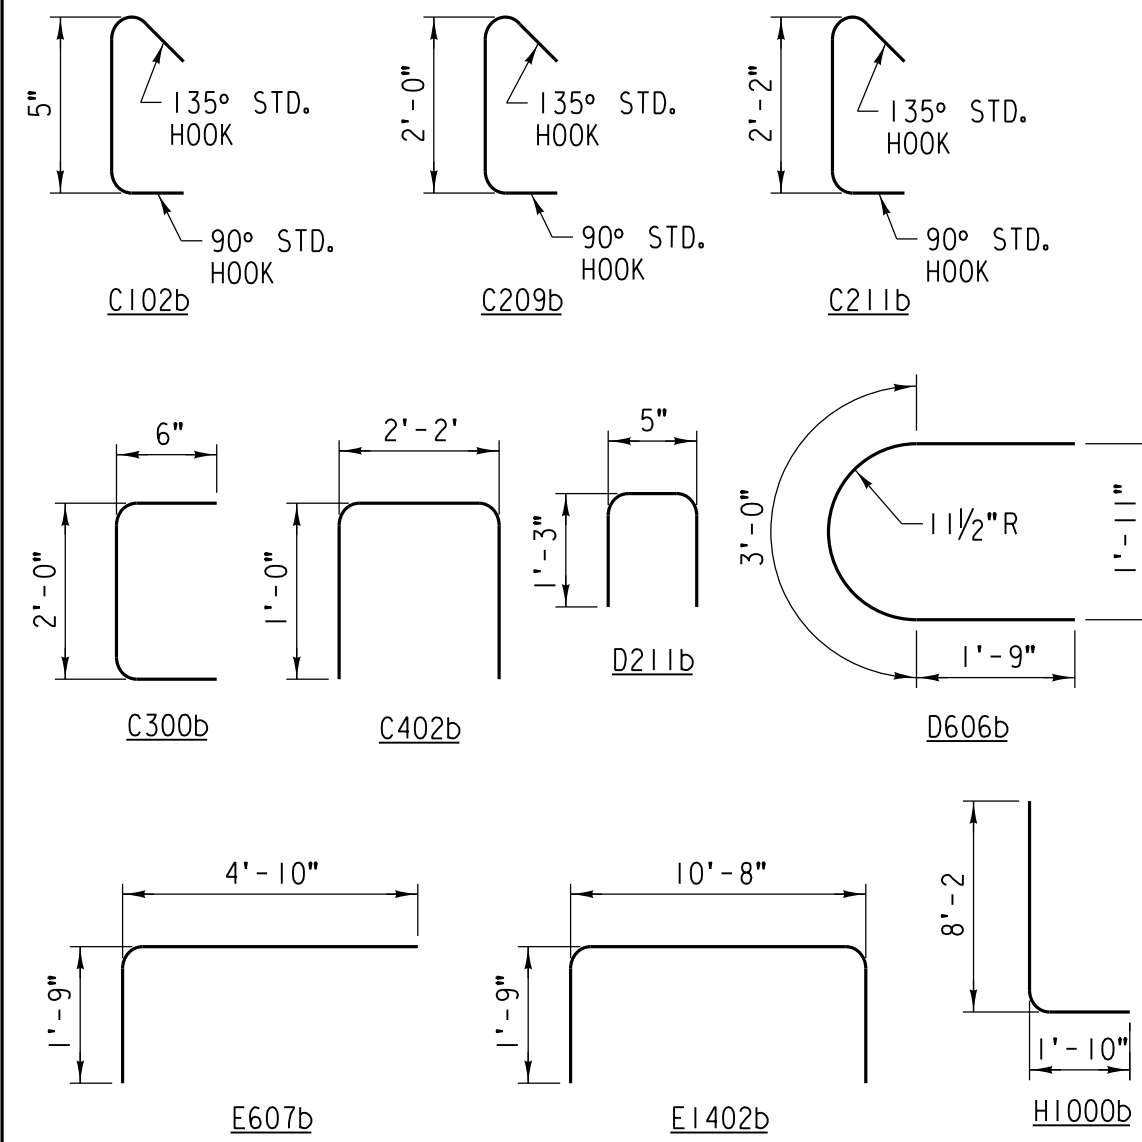 5"
135° STD.
HOOK
90° STD.
HOOK
C102b
2'-0"
135° STD.
HOOK
90° STD.
HOOK
C209b
2'-2"
135° STD.
HOOK
90° STD.
HOOK
C211b
6"
2'-0"
C300b
2'-2'
1'-0"
C402b
5"
1'-3"
D211b
3'-0"
11½"R
1'-11"
1'-9"
D606b
4'-10"
1'-9"
E607b
10'-8"
1'-9"
E1402b
8'-2
1'-10"
H1000b